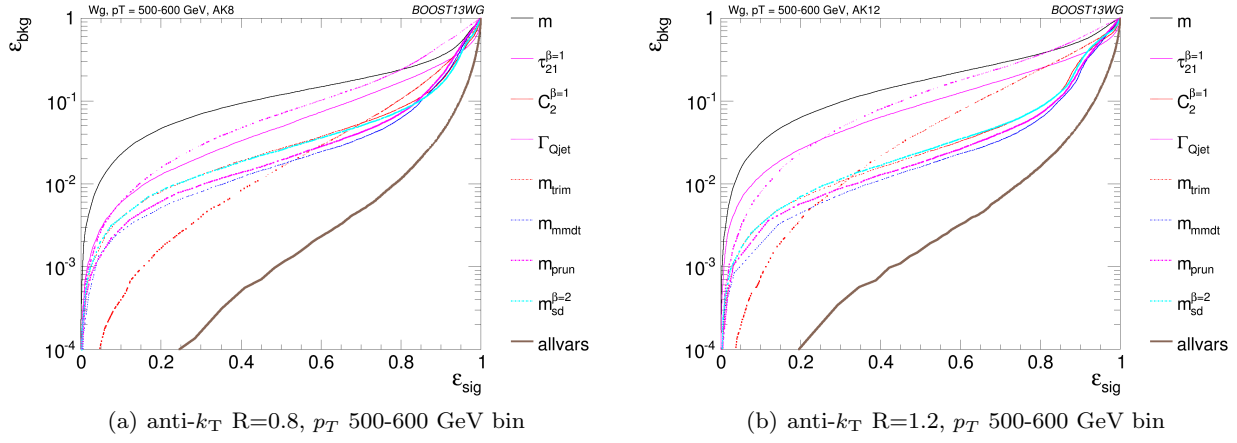 Wg, pT = 500-600 GeV, AK8 BOOST13WG
ε_bkg
1
10^-1
10^-2
10^-3
10^-4
0 0.2 0.4 0.6 0.8 1
ε_sig
m
τ_21^β=1
C_2^β=1
Γ_Qjet
m_trim
m_mmdt
m_prun
m_sd^β=2
allvars
(a) anti-k_T R=0.8, p_T 500-600 GeV bin
Wg, pT = 500-600 GeV, AK12 BOOST13WG
ε_bkg
1
10^-1
10^-2
10^-3
10^-4
0 0.2 0.4 0.6 0.8 1
ε_sig
m
τ_21^β=1
C_2^β=1
Γ_Qjet
m_trim
m_mmdt
m_prun
m_sd^β=2
allvars
(b) anti-k_T R=1.2, p_T 500-600 GeV bin